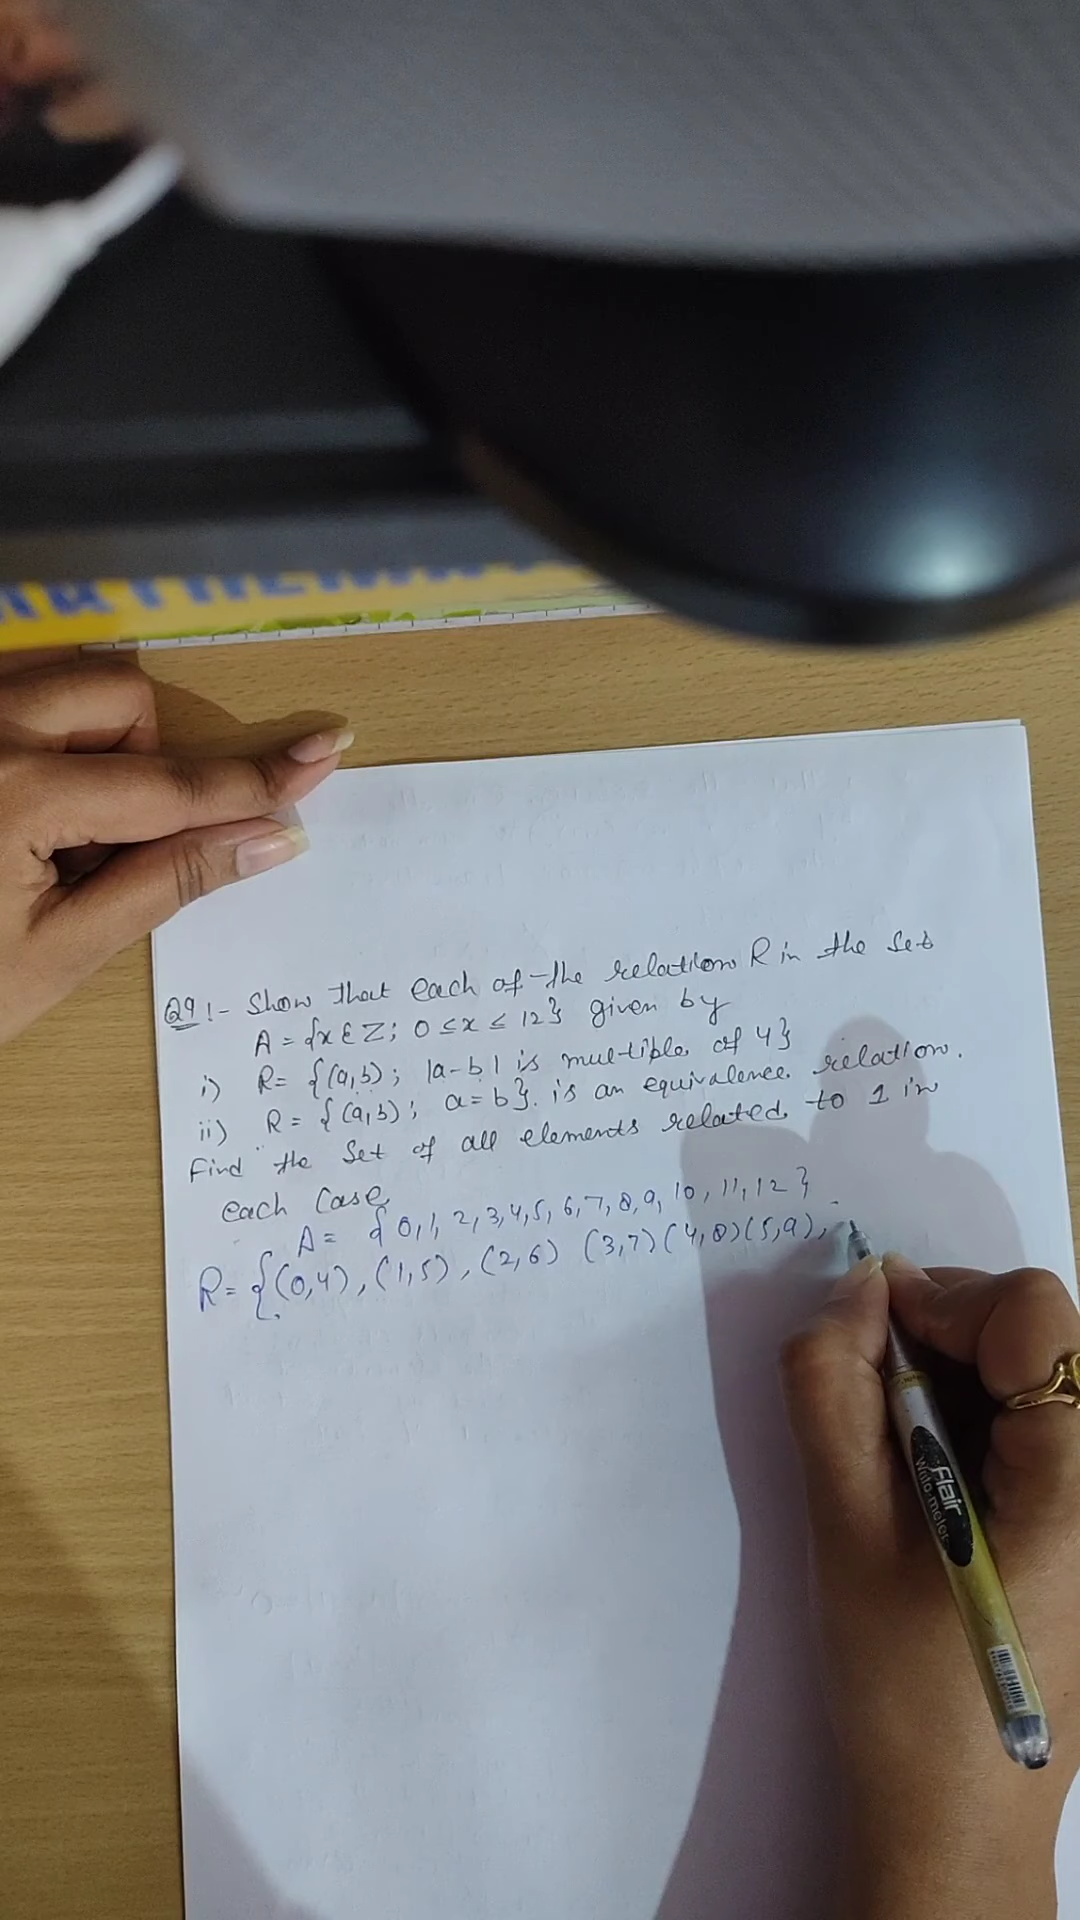 Q9 !- Show that each of the relation R in the Set
A = {x ∈ Z; 0 ≤ x ≤ 12} given by
i) R= {(a,b); |a-b| is multiple of 4}
ii) R = {(a,b); a=b}. is an equivalence relation.
Find the Set of all elements related to 1 in
each Case
A = { 0,1, 2,3,4,5, 6,7, 8,9, 10, 11, 12 }
R= {(0,4), (1,5), (2,6) (3,7) (4,8) (5,9),
Flair